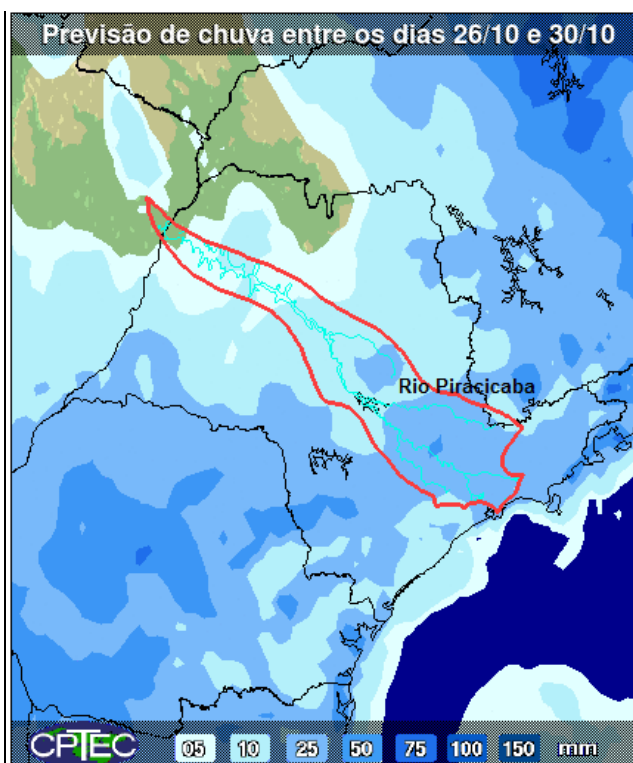 Previsão de chuva entre os dias 26/10 e 30/10
Rio Piracicaba
CPTEC 05 10 25 50 75 100 150 mm